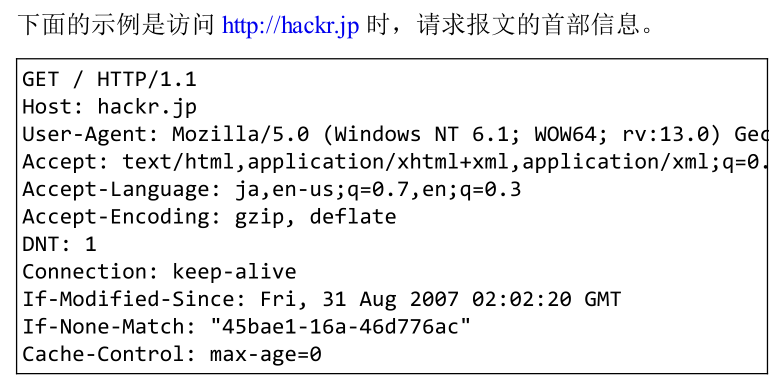 下面的示例是访问 http://hackr.jp 时，请求报文的首部信息。
GET / HTTP/1.1
Host: hackr.jp
User-Agent: Mozilla/5.0 (Windows NT 6.1; WOW64; rv:13.0) Gec
Accept: text/html,application/xhtml+xml,application/xml;q=0.
Accept-Language: ja,en-us;q=0.7,en;q=0.3
Accept-Encoding: gzip, deflate
DNT: 1
Connection: keep-alive
If-Modified-Since: Fri, 31 Aug 2007 02:02:20 GMT
If-None-Match: "45bae1-16a-46d776ac"
Cache-Control: max-age=0